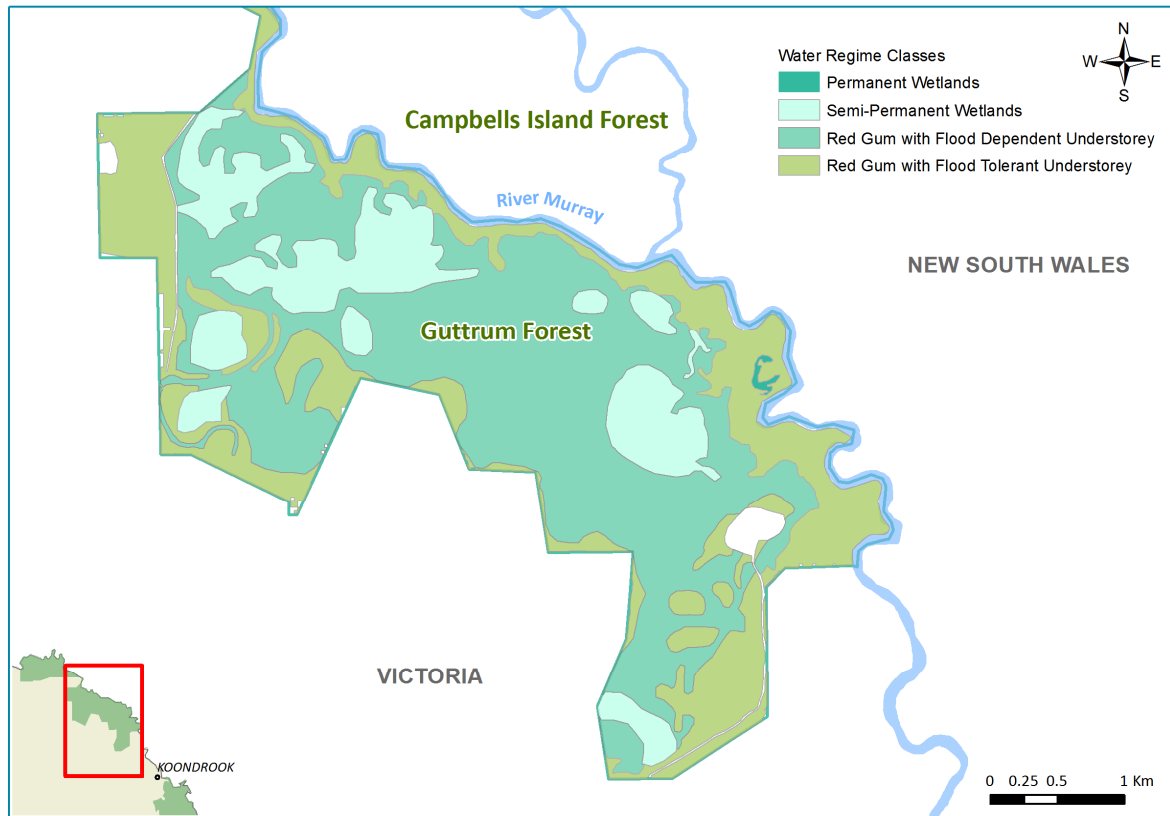 Water Regime Classes
Permanent Wetlands
Semi-Permanent Wetlands
Red Gum with Flood Dependent Understorey
Red Gum with Flood Tolerant Understorey
N
W E
S
Campbells Island Forest
River Murray
NEW SOUTH WALES
Guttrum Forest
VICTORIA
KOONDROOK
0 0.25 0.5 1 Km